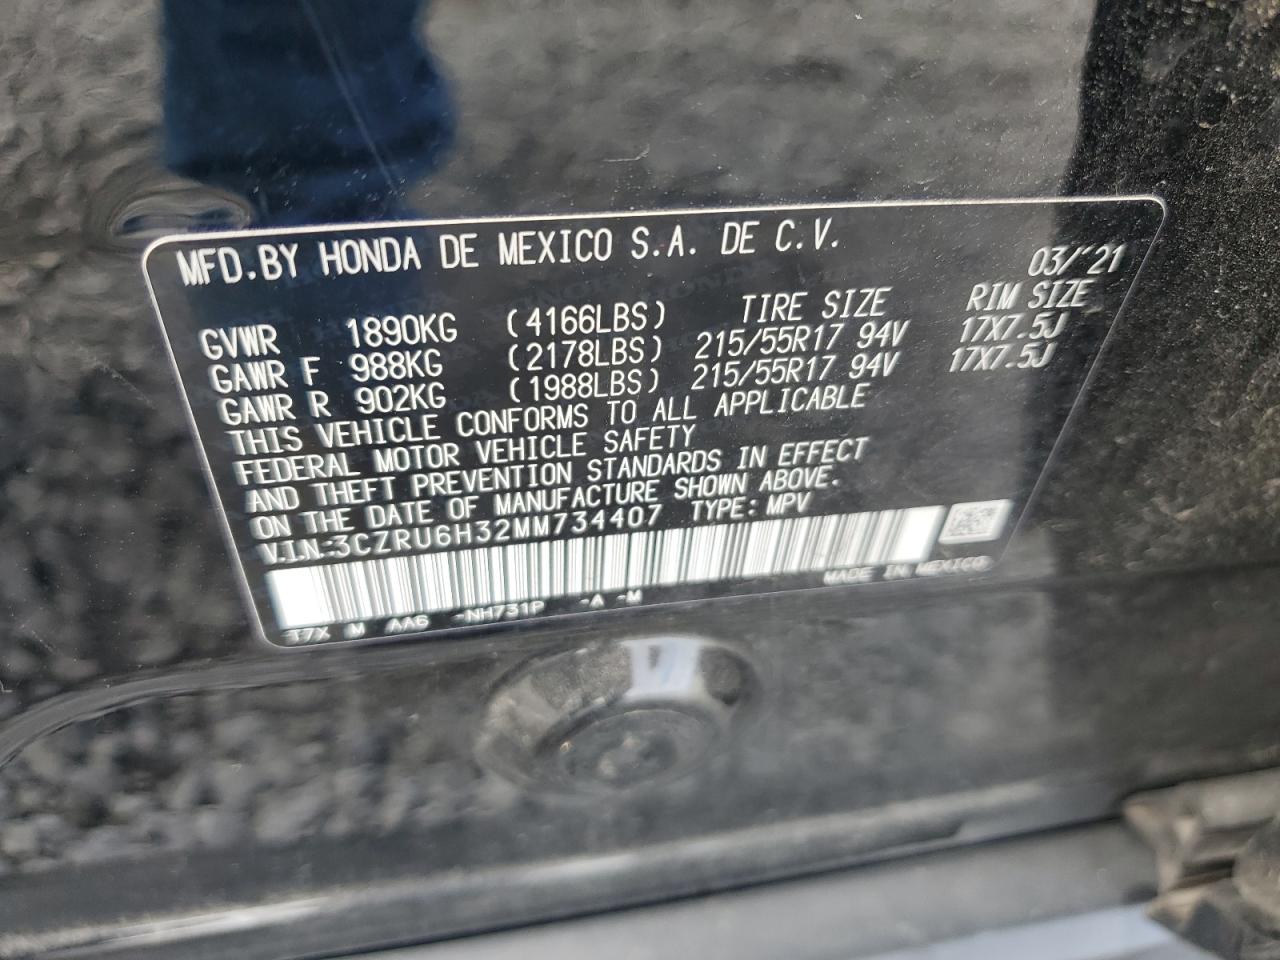 MFD.BY HONDA DE MEXICO S.A. DE C.V. 03/'21
TIRE SIZE RIM SIZE
GVWR 1890KG (4166LBS)
GAWR F 988KG (2178LBS) 215/55R17 94V 17X7.5J
GAWR R 902KG (1988LBS) 215/55R17 94V 17X7.5J
THIS VEHICLE CONFORMS TO ALL APPLICABLE
FEDERAL MOTOR VEHICLE SAFETY
AND THEFT PREVENTION STANDARDS IN EFFECT
ON THE DATE OF MANUFACTURE SHOWN ABOVE.
V.I.N:3CZRU6H32MM734407 TYPE: MPV
MADE IN MEXICO
T7X M AA6 -NH731P -A -M